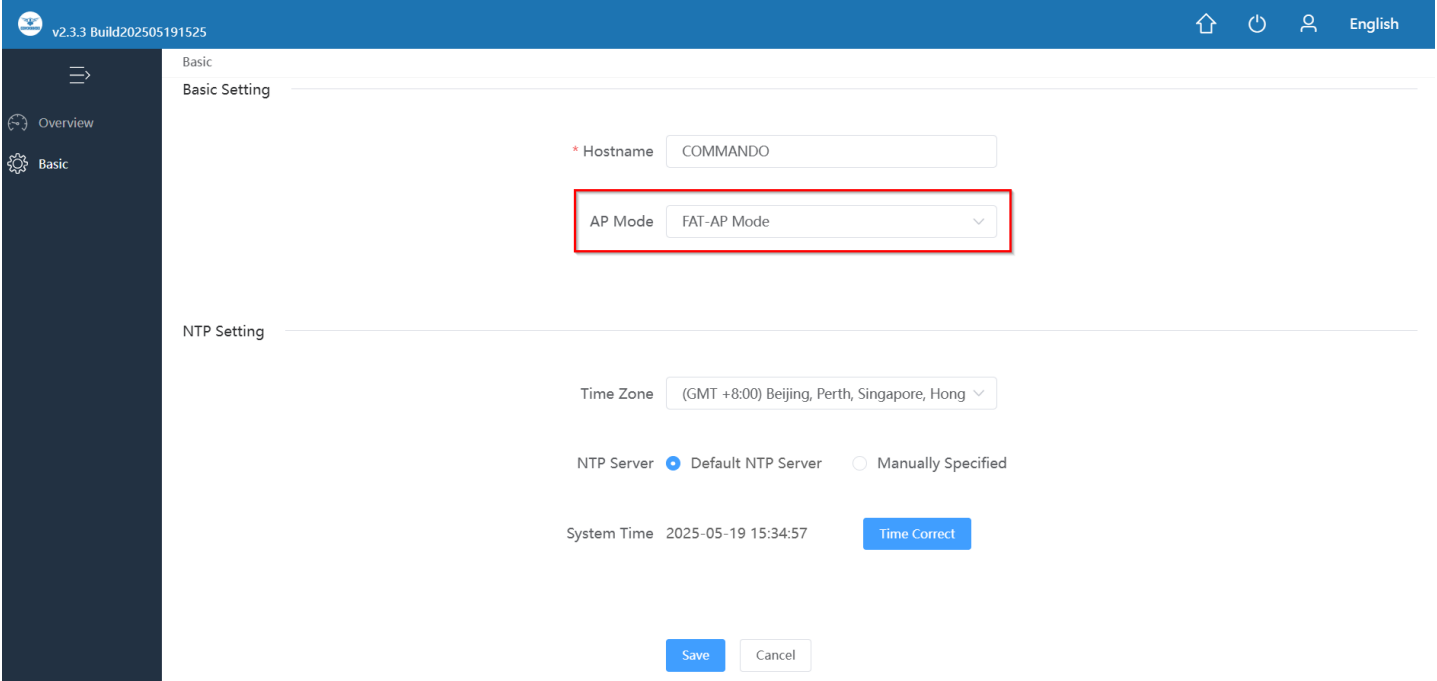 v2.3.3 Build202505191525
English
Basic
Basic Setting
Overview
Basic
* Hostname COMMANDO
AP Mode FAT-AP Mode
NTP Setting
Time Zone (GMT +8:00) Beijing, Perth, Singapore, Hong
NTP Server Default NTP Server Manually Specified
System Time 2025-05-19 15:34:57 Time Correct
Save Cancel